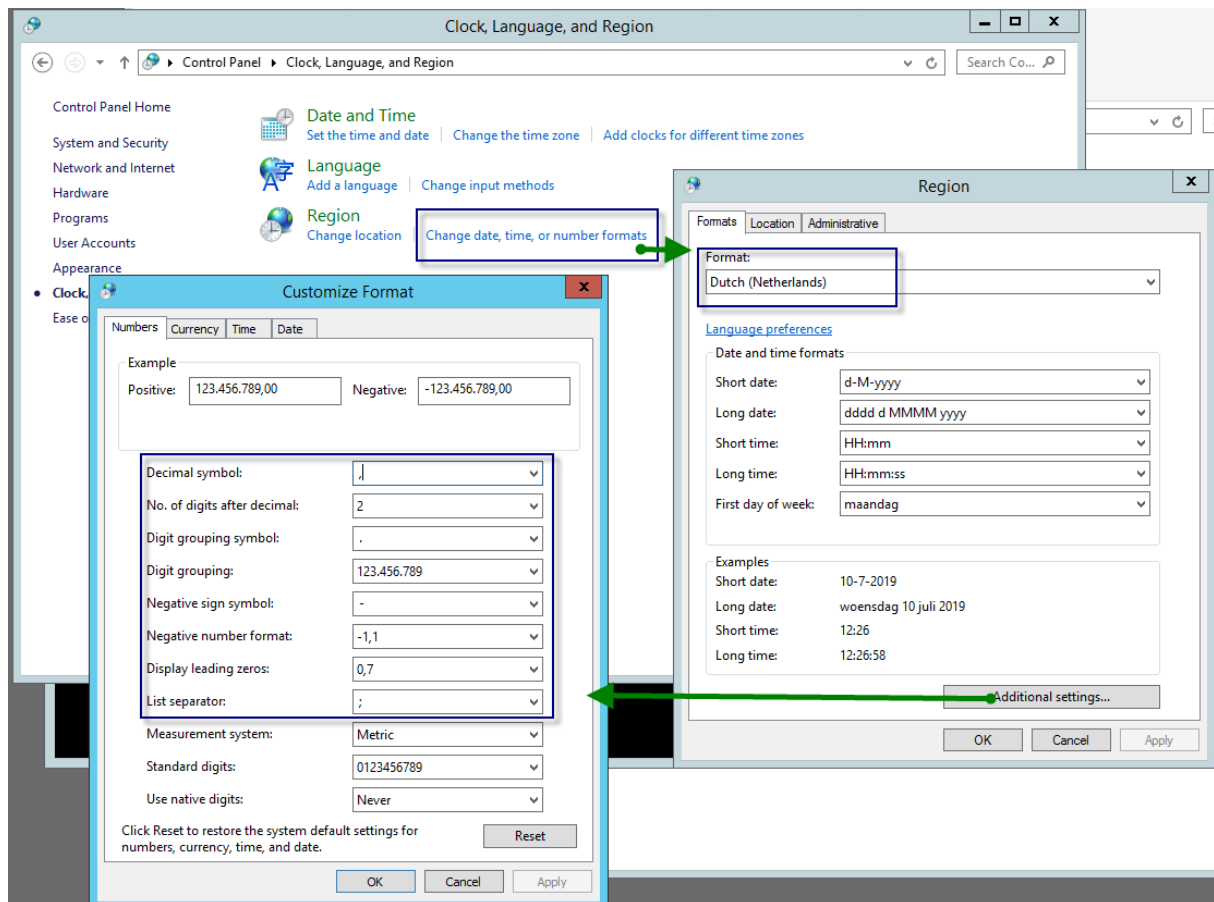 Clock, Language, and Region
Control Panel Clock, Language, and Region
Search Co...
Control Panel Home
System and Security
Network and Internet
Hardware
Programs
User Accounts
Appearance
Clock,
Ease o
Date and Time
Set the time and date Change the time zone Add clocks for different time zones
Language
Add a language Change input methods
Region
Change location Change date, time, or number formats
Region
Formats Location Administrative
Format:
Dutch (Netherlands)
Language preferences
Date and time formats
Short date: d-M-yyyy
Long date: dddd d MMMM yyyy
Short time: HH:mm
Long time: HH:mm:ss
First day of week: maandag
Examples
Short date: 10-7-2019
Long date: woensdag 10 juli 2019
Short time: 12:26
Long time: 12:26:58
Additional settings...
OK Cancel Apply
Customize Format
Numbers Currency Time Date
Example
Positive: 123.456.789,00 Negative: -123.456.789,00
Decimal symbol: ,
No. of digits after decimal: 2
Digit grouping symbol: .
Digit grouping: 123.456.789
Negative sign symbol: -
Negative number format: -1,1
Display leading zeros: 0,7
List separator: ;
Measurement system: Metric
Standard digits: 0123456789
Use native digits: Never
Click Reset to restore the system default settings for
numbers, currency, time, and date.
Reset
OK Cancel Apply